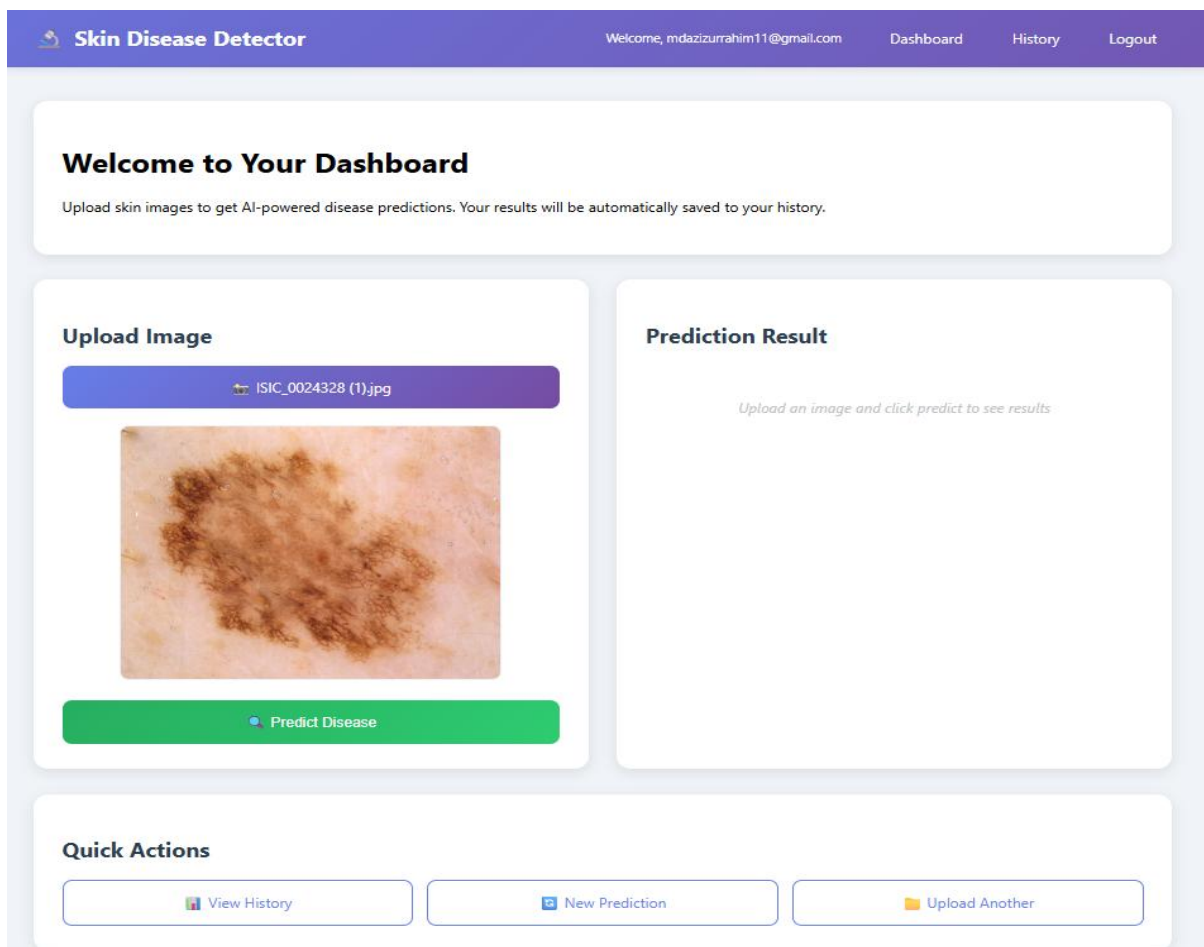 Skin Disease Detector
Welcome, mdazizurrahim11@gmail.com
Dashboard
History
Logout
Welcome to Your Dashboard
Upload skin images to get AI-powered disease predictions. Your results will be automatically saved to your history.
Upload Image
ISIC_0024328 (1).jpg
Predict Disease
Prediction Result
Upload an image and click predict to see results
Quick Actions
View History
New Prediction
Upload Another